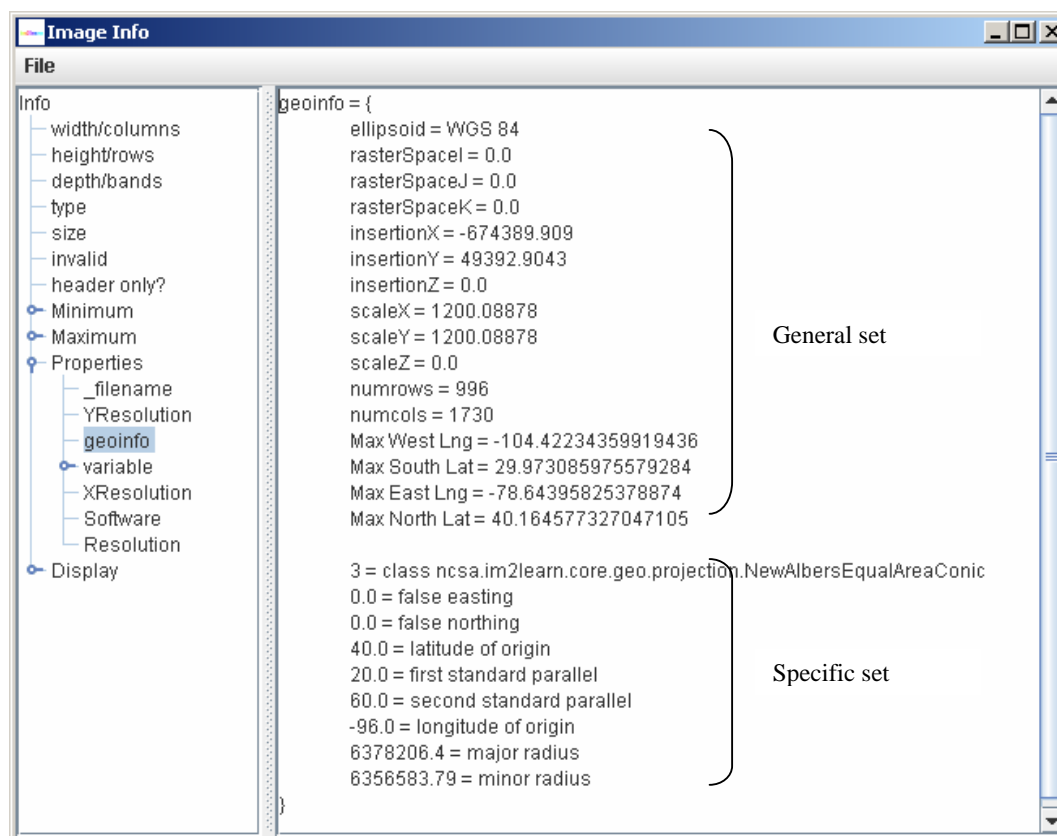 Image Info
File
Info
width/columns
height/rows
depth/bands
type
size
invalid
header only?
Minimum
Maximum
Properties
_filename
YResolution
geoinfo
variable
XResolution
Software
Resolution
Display
geoinfo = {
ellipsoid = WGS 84
rasterSpaceI = 0.0
rasterSpaceJ = 0.0
rasterSpaceK = 0.0
insertionX = -674389.909
insertionY = 49392.9043
insertionZ = 0.0
scaleX = 1200.08878
scaleY = 1200.08878
scaleZ = 0.0
numrows = 996
numcols = 1730
Max West Lng = -104.42234359919436
Max South Lat = 29.973085975579284
Max East Lng = -78.64395825378874
Max North Lat = 40.164577327047105
General set
3 = class ncsa.im2learn.core.geo.projection.NewAlbersEqualAreaConic
0.0 = false easting
0.0 = false northing
40.0 = latitude of origin
20.0 = first standard parallel
60.0 = second standard parallel
-96.0 = longitude of origin
6378206.4 = major radius
6356583.79 = minor radius
}
Specific set